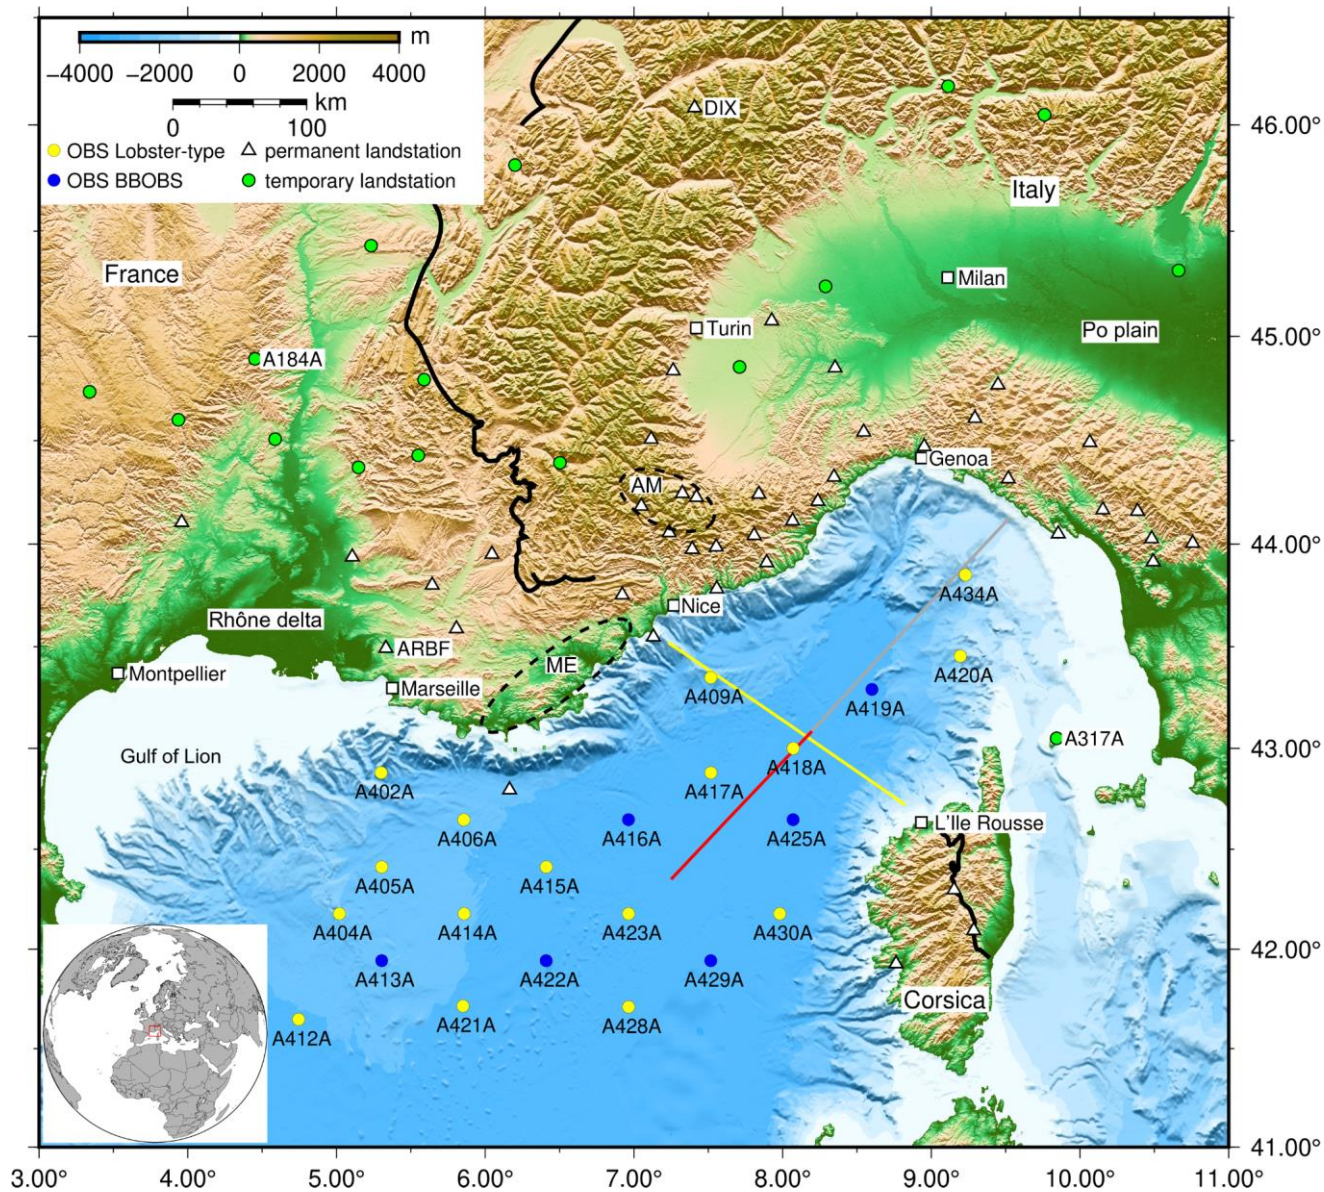 m
−4000 −2000 0 2000 4000
km
0 100
OBS Lobster-type permanent landstation
OBS BBOBS temporary landstation
DIX
46.00°
Italy
France
Milan
Turin
Po plain
45.00°
A184A
Genoa
AM
44.00°
A434A
Nice
Rhône delta
ARBF
ME
Montpellier
Marseille
A420A
A409A
A419A
A317A
Gulf of Lion
43.00°
A418A
A402A
A417A
L'Ile Rousse
A406A
A416A
A425A
A405A
A415A
A404A
A414A
A423A
A430A
42.00°
A413A
A422A
A429A
Corsica
A421A
A428A
A412A
41.00°
3.00° 4.00° 5.00° 6.00° 7.00° 8.00° 9.00° 10.00° 11.00°